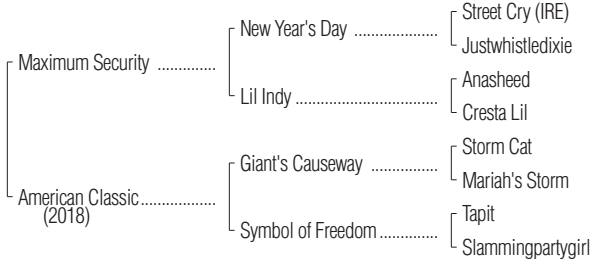 Street Cry (IRE)
New Year's Day ..................
Justwhistledixie
Maximum Security ..............
Anasheed
Lil Indy ...............................
Cresta Lil
Storm Cat
Giant's Causeway ..............
Mariah's Storm
American Classic ..................
(2018)
Tapit
Symbol of Freedom ..............
Slammingpartygirl